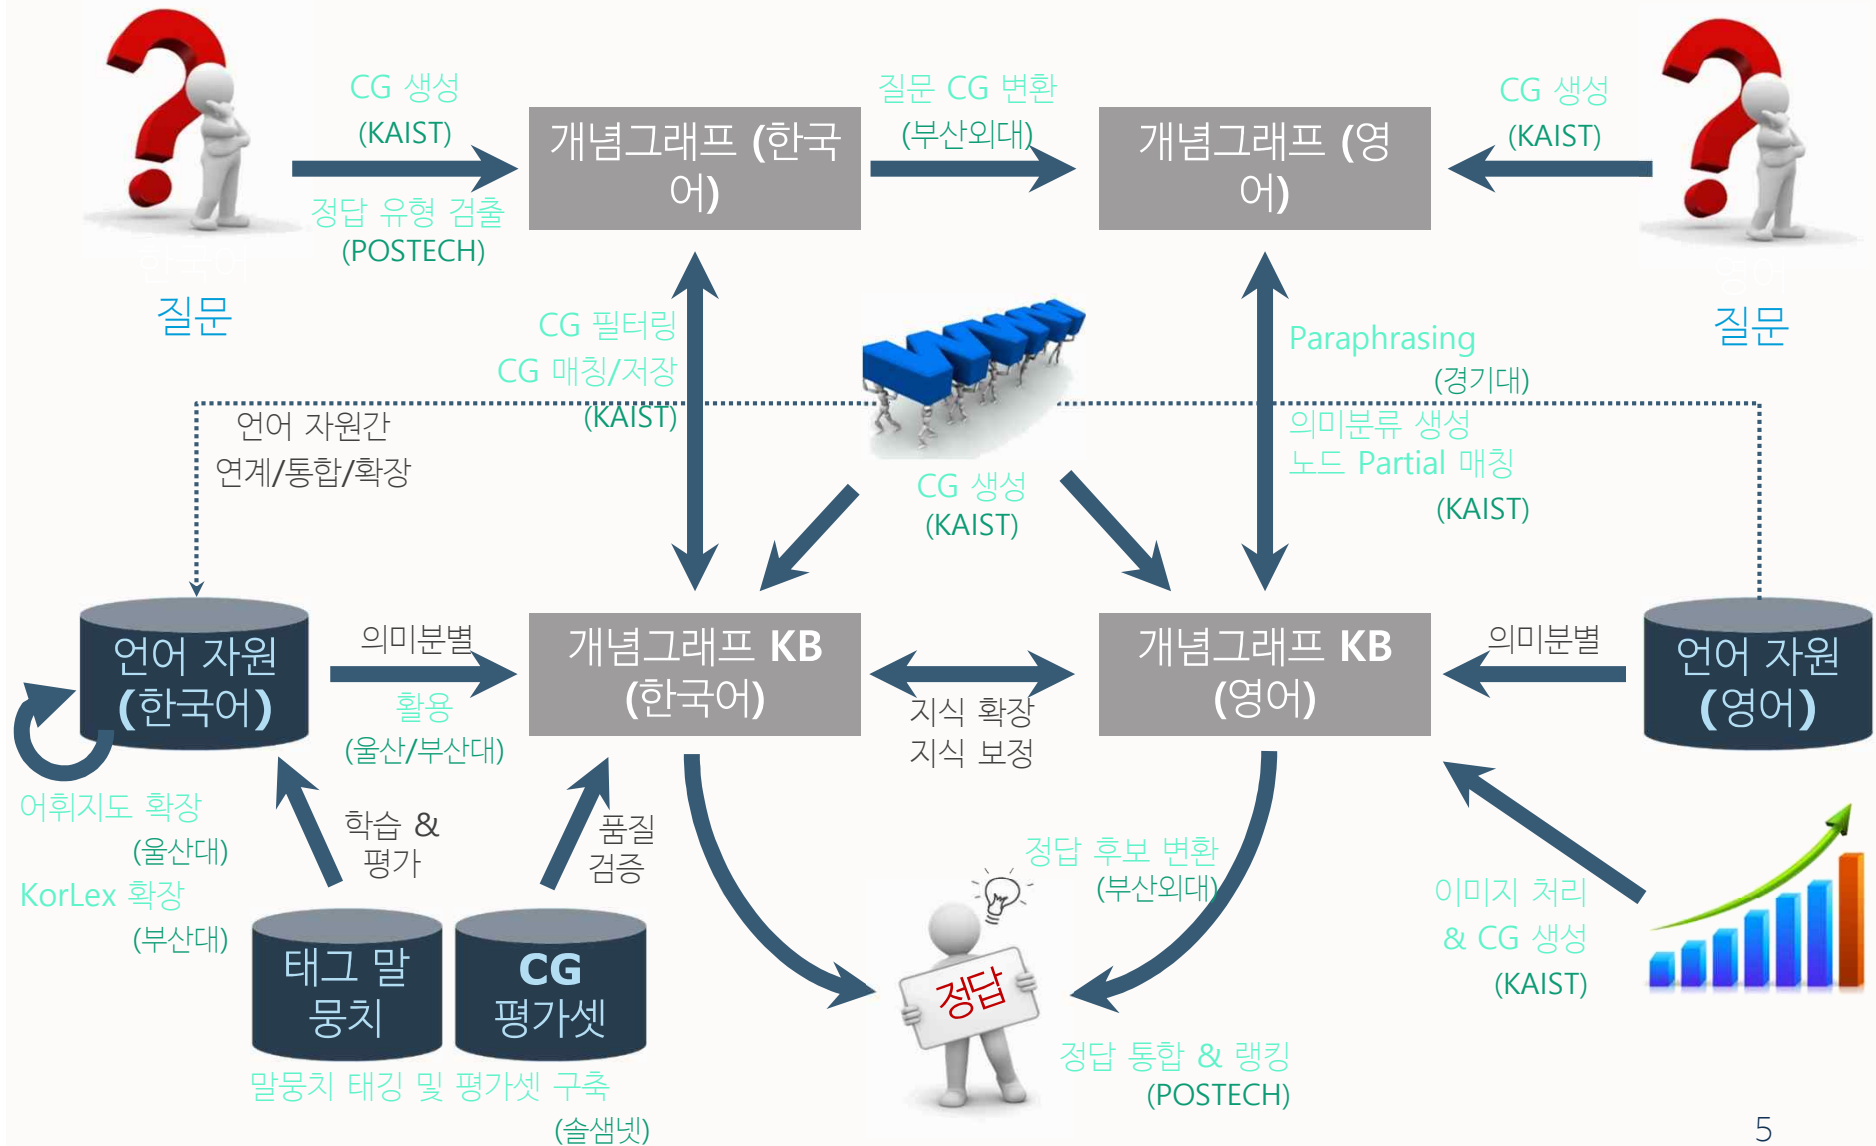 CG 생성
(KAIST)
정답 유형 검출
(POSTECH)
한국어
질문
개념그래프 (한국
어)
질문 CG 변환
(부산외대)
개념그래프 (영
어)
CG 생성
(KAIST)
영어
질문
CG 필터링
CG 매칭/저장
(KAIST)
WWW
Paraphrasing
(경기대)
의미분류 생성
노드 Partial 매칭
(KAIST)
언어 자원간
연계/통합/확장
CG 생성
(KAIST)
언어 자원
(한국어)
의미분별
활용
(울산/부산대)
개념그래프 KB
(한국어)
지식 확장
지식 보정
개념그래프 KB
(영어)
의미분별
언어 자원
(영어)
어휘지도 확장
(울산대)
KorLex 확장
(부산대)
학습 &
평가
품질
검증
정답 후보 변환
(부산외대)
이미지 처리
& CG 생성
(KAIST)
태그 말
뭉치
CG
평가셋
정답
말뭉치 태깅 및 평가셋 구축
(솔샘넷)
정답 통합 & 랭킹
(POSTECH)
5